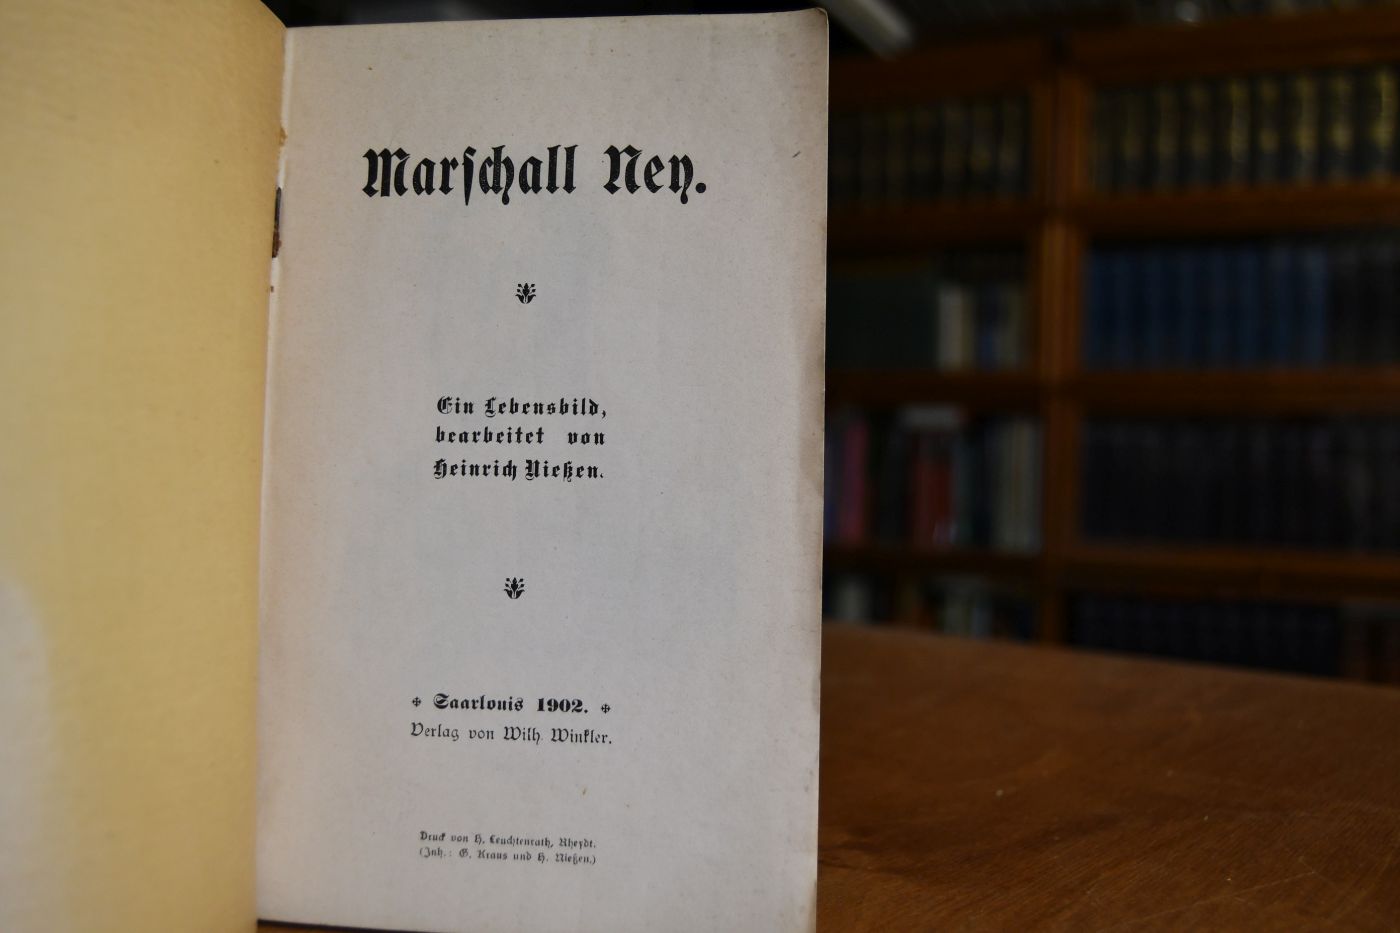 Marſchall Ney.
Ein Lebensbild,
bearbeitet von
Heinrich Nießen.
Saarlouis 1902.
Verlag von Wilh. Winkler.
Druck von H. Leuchtenrath, Rheydt.
(Inh.: G. Kraus und H. Nießen.)